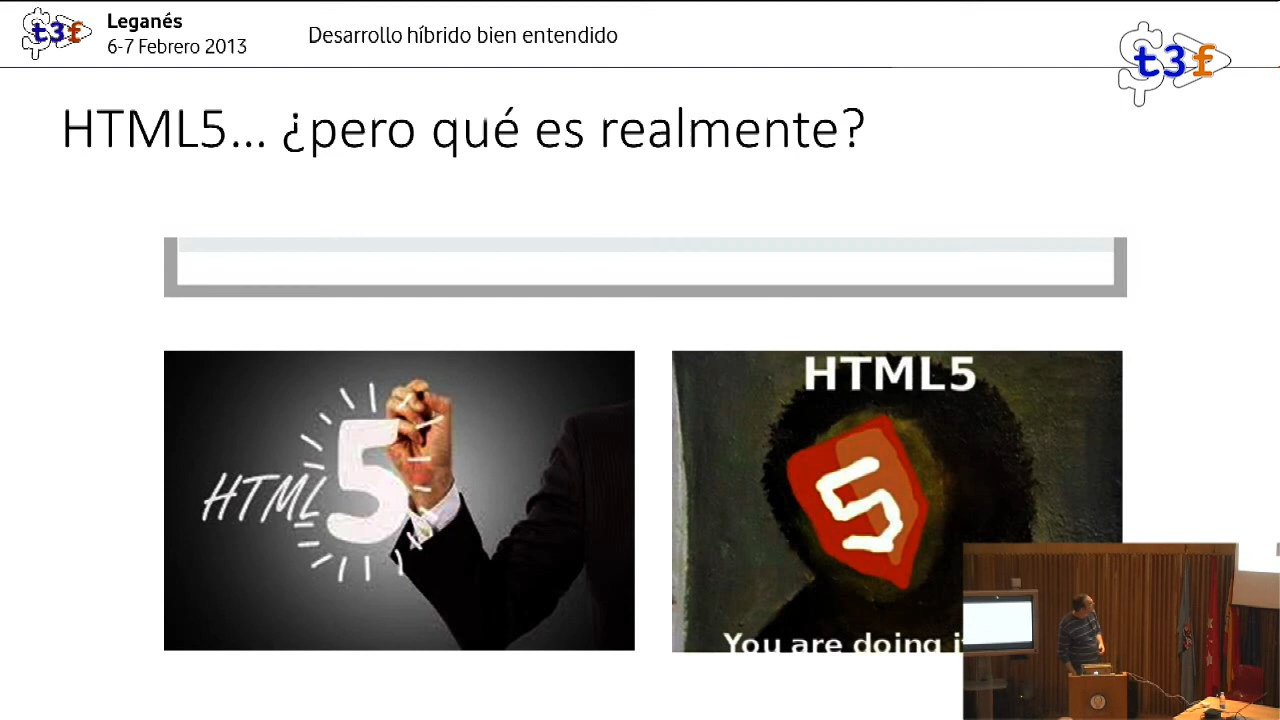 t3f
Leganés
6-7 Febrero 2013
Desarrollo híbrido bien entendido
t3f
HTML5... ¿pero qué es realmente?
HTML5
HTML5
5
You are doing i